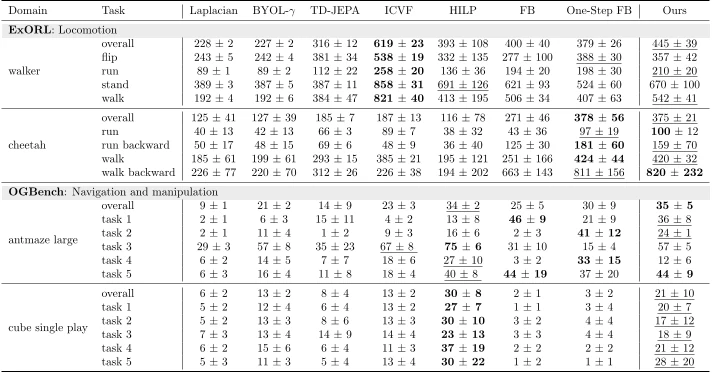 Domain Task Laplacian BYOL-γ TD-JEPA ICVF HILP FB One-Step FB Ours
ExORL: Locomotion
overall 228 ± 2 227 ± 2 316 ± 12 619 ± 23 393 ± 108 400 ± 40 379 ± 26 445 ± 39
flip 243 ± 5 242 ± 4 381 ± 34 538 ± 19 332 ± 135 277 ± 100 388 ± 30 357 ± 42
walker run 89 ± 1 89 ± 2 112 ± 22 258 ± 20 136 ± 36 194 ± 20 198 ± 30 210 ± 20
stand 389 ± 3 387 ± 5 387 ± 11 858 ± 31 691 ± 126 621 ± 93 524 ± 60 670 ± 100
walk 192 ± 4 192 ± 6 384 ± 47 821 ± 40 413 ± 195 506 ± 34 407 ± 63 542 ± 41
overall 125 ± 41 127 ± 39 185 ± 7 187 ± 13 116 ± 78 271 ± 46 378 ± 56 375 ± 21
run 40 ± 13 42 ± 13 66 ± 3 89 ± 7 38 ± 32 43 ± 36 97 ± 19 100 ± 12
cheetah run backward 50 ± 17 48 ± 15 69 ± 6 48 ± 9 36 ± 40 125 ± 30 181 ± 60 159 ± 70
walk 185 ± 61 199 ± 61 293 ± 15 385 ± 21 195 ± 121 251 ± 166 424 ± 44 420 ± 32
walk backward 226 ± 77 220 ± 70 312 ± 26 226 ± 38 194 ± 202 663 ± 143 811 ± 156 820 ± 232
OGBench: Navigation and manipulation
overall 9 ± 1 21 ± 2 14 ± 9 23 ± 3 34 ± 2 25 ± 5 30 ± 9 35 ± 5
task 1 2 ± 1 6 ± 3 15 ± 11 4 ± 2 13 ± 8 46 ± 9 21 ± 9 36 ± 8
antmaze large task 2 2 ± 1 11 ± 4 1 ± 2 9 ± 3 16 ± 6 2 ± 3 41 ± 12 24 ± 1
task 3 29 ± 3 57 ± 8 35 ± 23 67 ± 8 75 ± 6 31 ± 10 15 ± 4 57 ± 5
task 4 6 ± 2 14 ± 5 7 ± 7 18 ± 6 27 ± 10 3 ± 2 33 ± 15 12 ± 6
task 5 6 ± 3 16 ± 4 11 ± 8 18 ± 4 40 ± 8 44 ± 19 37 ± 20 44 ± 9
overall 6 ± 2 13 ± 2 8 ± 4 13 ± 2 30 ± 8 2 ± 1 3 ± 2 21 ± 10
task 1 5 ± 2 12 ± 4 6 ± 4 13 ± 2 27 ± 7 1 ± 1 3 ± 4 20 ± 7
cube single play task 2 5 ± 2 13 ± 3 8 ± 6 13 ± 3 30 ± 10 3 ± 2 4 ± 4 17 ± 12
task 3 7 ± 3 13 ± 4 14 ± 9 14 ± 4 23 ± 13 3 ± 3 4 ± 4 18 ± 9
task 4 6 ± 2 15 ± 6 6 ± 4 11 ± 3 37 ± 19 2 ± 2 2 ± 2 21 ± 12
task 5 5 ± 3 11 ± 3 5 ± 4 13 ± 4 30 ± 22 1 ± 2 1 ± 1 28 ± 20